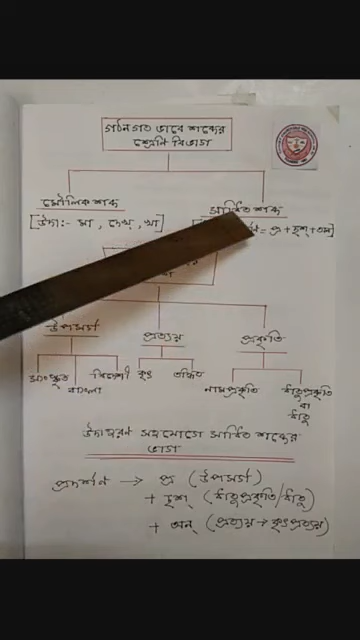 গঠনগত ভাবে শব্দের
শ্রেণি বিভাগ
মৌলিক শব্দ
সাধিত শব্দ
[উদা:- মা, দেখ, খা]
= প্র + দৃশ্ + অন]
উপসর্গ
প্রত্যয়
প্রকৃতি
সংস্কৃত
বাংলা
বিদেশী
কৃৎ
তদ্ধিত
নামপ্রকৃতি
ধাতুপ্রকৃতি
বা
ধাতু
উদাহরণ সহযোগে সাধিত শব্দের
ভাগ
প্রদর্শণ → প্র (উপসর্গ)
+ দৃশ্ (ধাতুপ্রকৃতি/ধাতু)
+ অন্ (প্রত্যয় → কৃৎপ্রত্যয়)